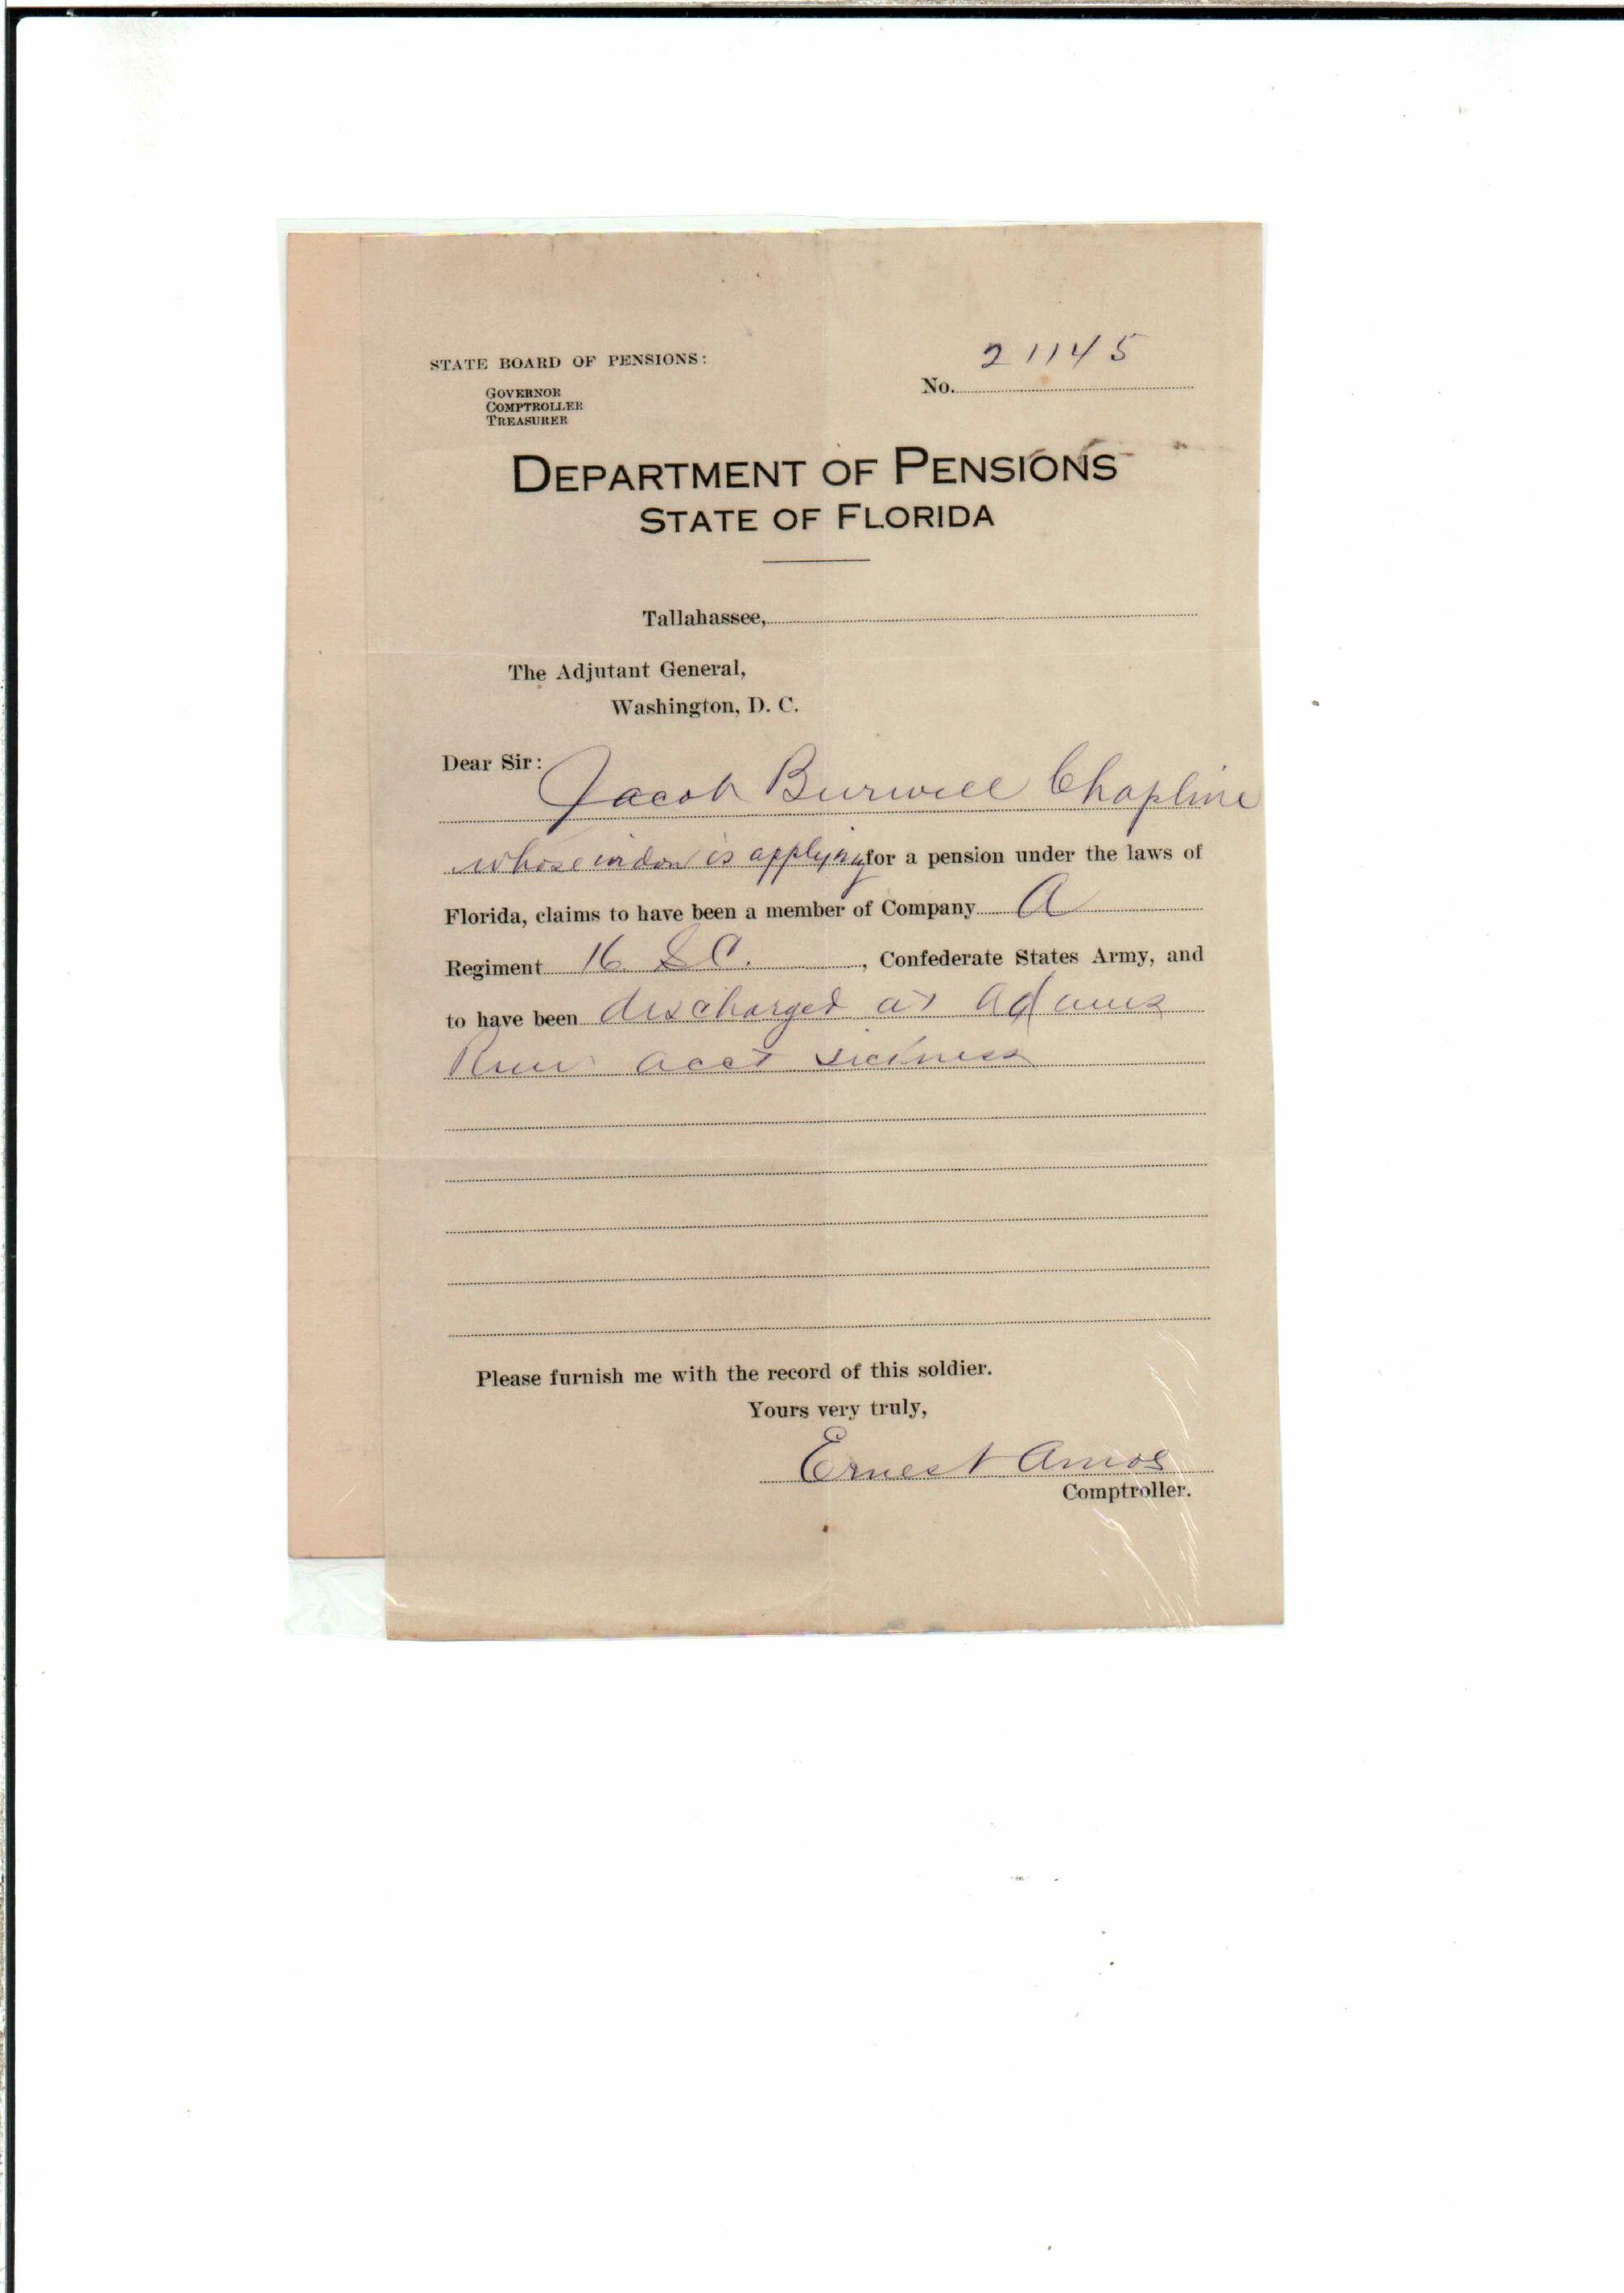 STATE BOARD OF PENSIONS:
GOVERNOR
COMPTROLLER
TREASURER
21145
No.
DEPARTMENT OF PENSIONS
STATE OF FLORIDA
Tallahassee,
The Adjutant General,
Washington, D. C.
Dear Sir:
Jacob Burwell Chapline
whose widow is applying for a pension under the laws of
Florida, claims to have been a member of Company A
Regiment 16 S C. , Confederate States Army, and
to have been discharged at Adams
Run acct sickness
Please furnish me with the record of this soldier.
Yours very truly,
Ernest Amos
Comptroller.